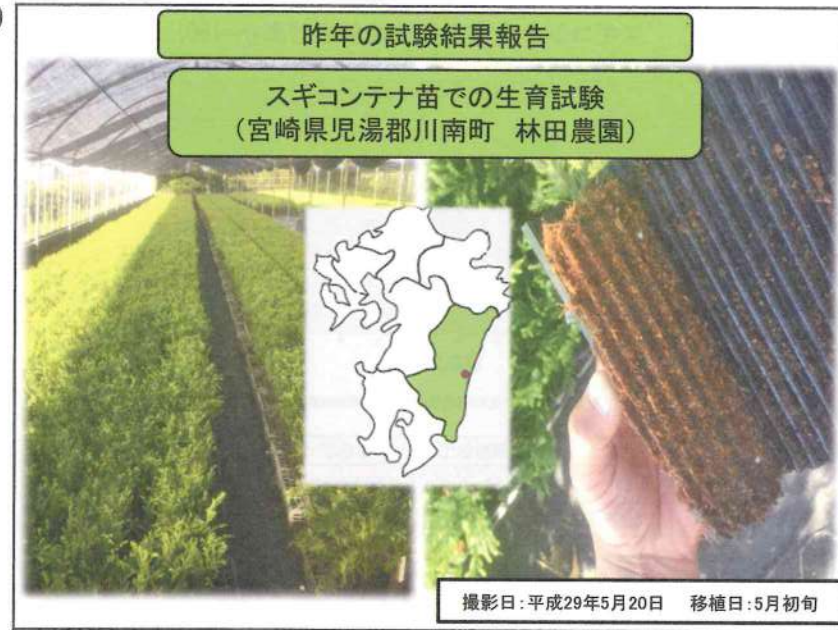 昨年の試験結果報告
スギコンテナ苗での生育試験
（宮崎県児湯郡川南町　林田農園）
撮影日：平成29年5月20日　移植日：5月初旬